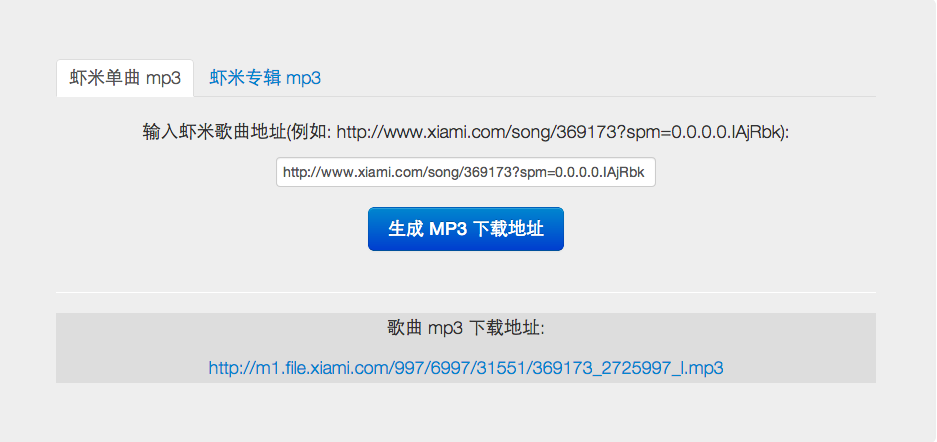 虾米单曲 mp3
虾米专辑 mp3
输入虾米歌曲地址(例如: http://www.xiami.com/song/369173?spm=0.0.0.0.IAjRbk):
http://www.xiami.com/song/369173?spm=0.0.0.0.IAjRbk
生成 MP3 下载地址
歌曲 mp3 下载地址:
http://m1.file.xiami.com/997/6997/31551/369173_2725997_l.mp3